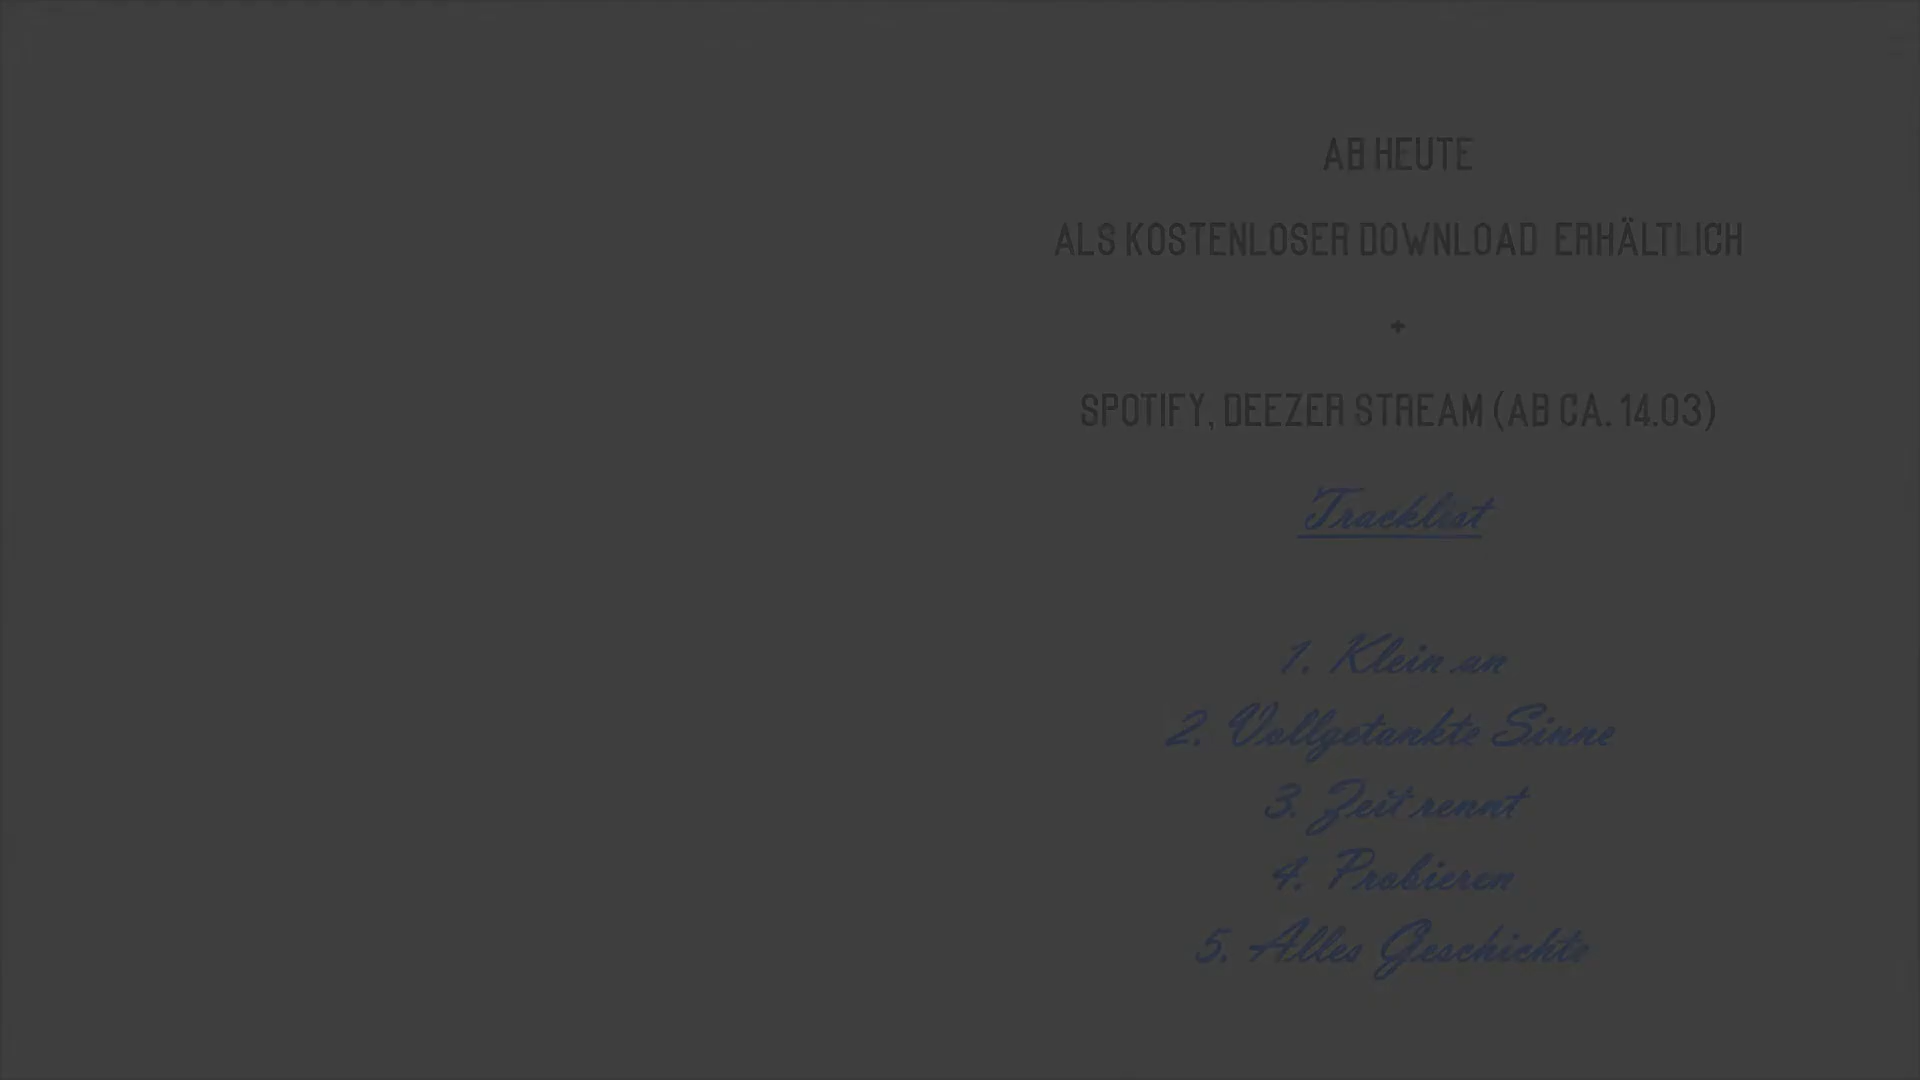 AB HEUTE
ALS KOSTENLOSER DOWNLOAD ERHÄLTLICH
+
SPOTIFY, DEEZER STREAM (AB CA. 14.03)
Tracklist
1. Klein an
2. Vollgetankte Sinne
3. Zeit rennt
4. Probieren
5. Alles Geschichte